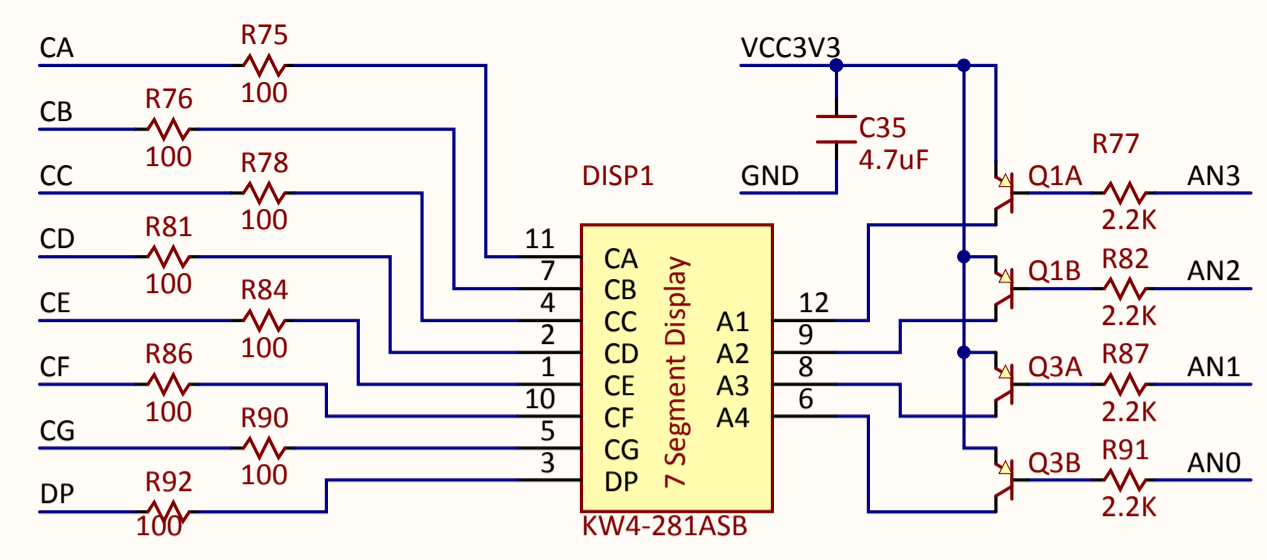 CA
R75
100
CB
R76
100
CC
R78
100
CD
R81
100
CE
R84
100
CF
R86
100
CG
R90
100
DP
R92
100
DISP1
11
7
4
2
1
10
5
3
CA
CB
CC
CD
CE
CF
CG
DP
7 Segment Display
A1
A2
A3
A4
12
9
8
6
KW4-281ASB
VCC3V3
C35
4.7uF
GND
Q1A
R77
2.2K
AN3
Q1B
R82
2.2K
AN2
Q3A
R87
2.2K
AN1
Q3B
R91
2.2K
AN0